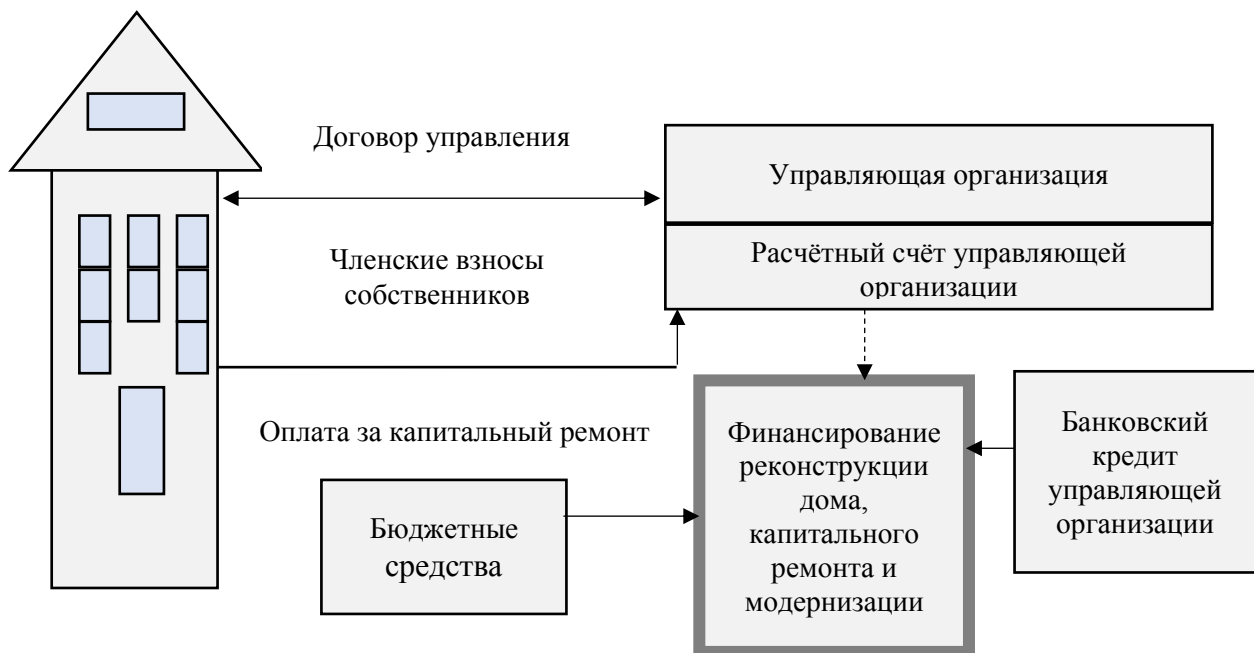 Договор управления
Управляющая организация
Членские взносы
собственников
Расчётный счёт управляющей
организации
Оплата за капитальный ремонт
Бюджетные
средства
Финансирование
реконструкции
дома,
капитального
ремонта и
модернизации
Банковский
кредит
управляющей
организации